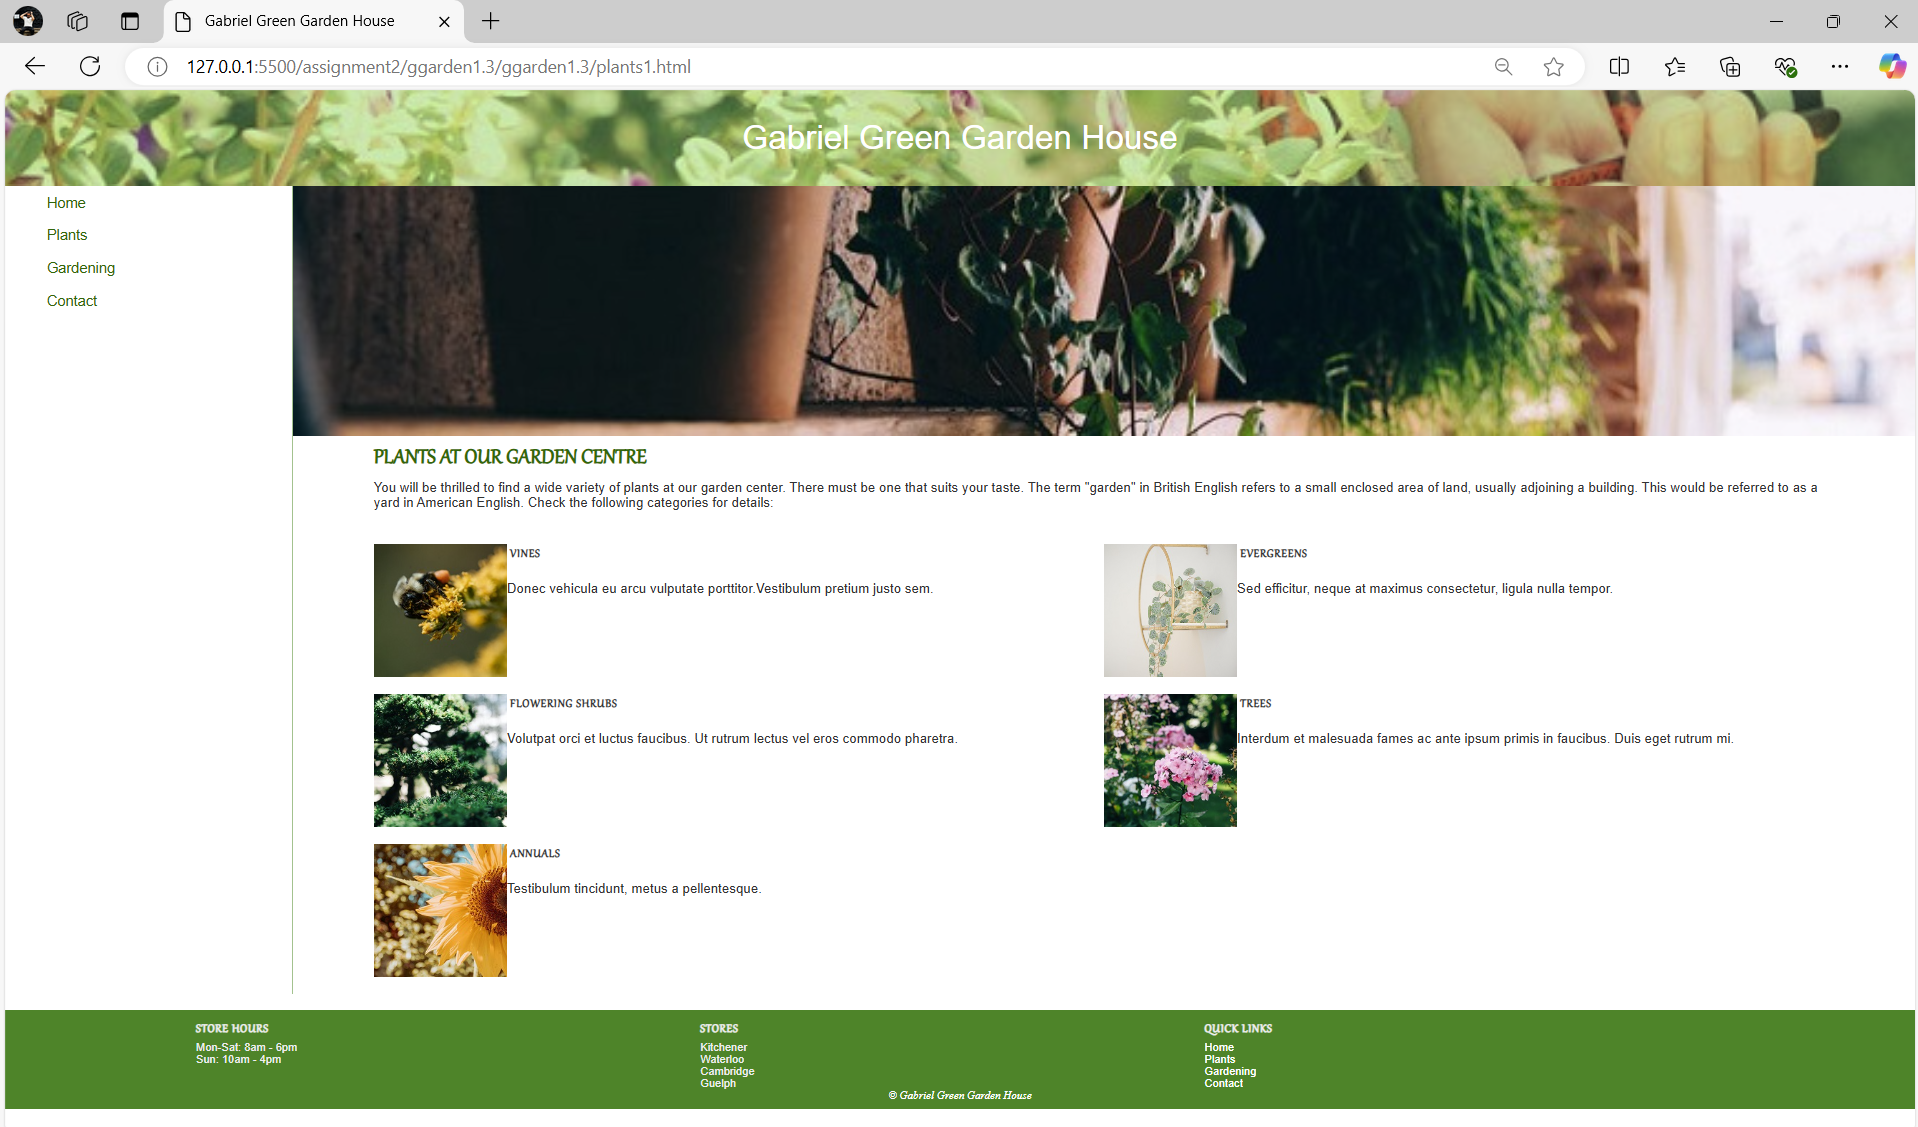 Gabriel Green Garden House
127.0.0.1:5500/assignment2/ggarden1.3/ggarden1.3/plants1.html
Gabriel Green Garden House
Home
Plants
Gardening
Contact
PLANTS AT OUR GARDEN CENTRE
You will be thrilled to find a wide variety of plants at our garden center. There must be one that suits your taste. The term "garden" in British English refers to a small enclosed area of land, usually adjoining a building. This would be referred to as a
yard in American English. Check the following categories for details:
VINES
Donec vehicula eu arcu vulputate porttitor.Vestibulum pretium justo sem.
EVERGREENS
Sed efficitur, neque at maximus consectetur, ligula nulla tempor.
FLOWERING SHRUBS
Volutpat orci et luctus faucibus. Ut rutrum lectus vel eros commodo pharetra.
TREES
Interdum et malesuada fames ac ante ipsum primis in faucibus. Duis eget rutrum mi.
ANNUALS
Testibulum tincidunt, metus a pellentesque.
STORE HOURS
Mon-Sat: 8am - 6pm
Sun: 10am - 4pm
STORES
Kitchener
Waterloo
Cambridge
Guelph
QUICK LINKS
Home
Plants
Gardening
Contact
© Gabriel Green Garden House